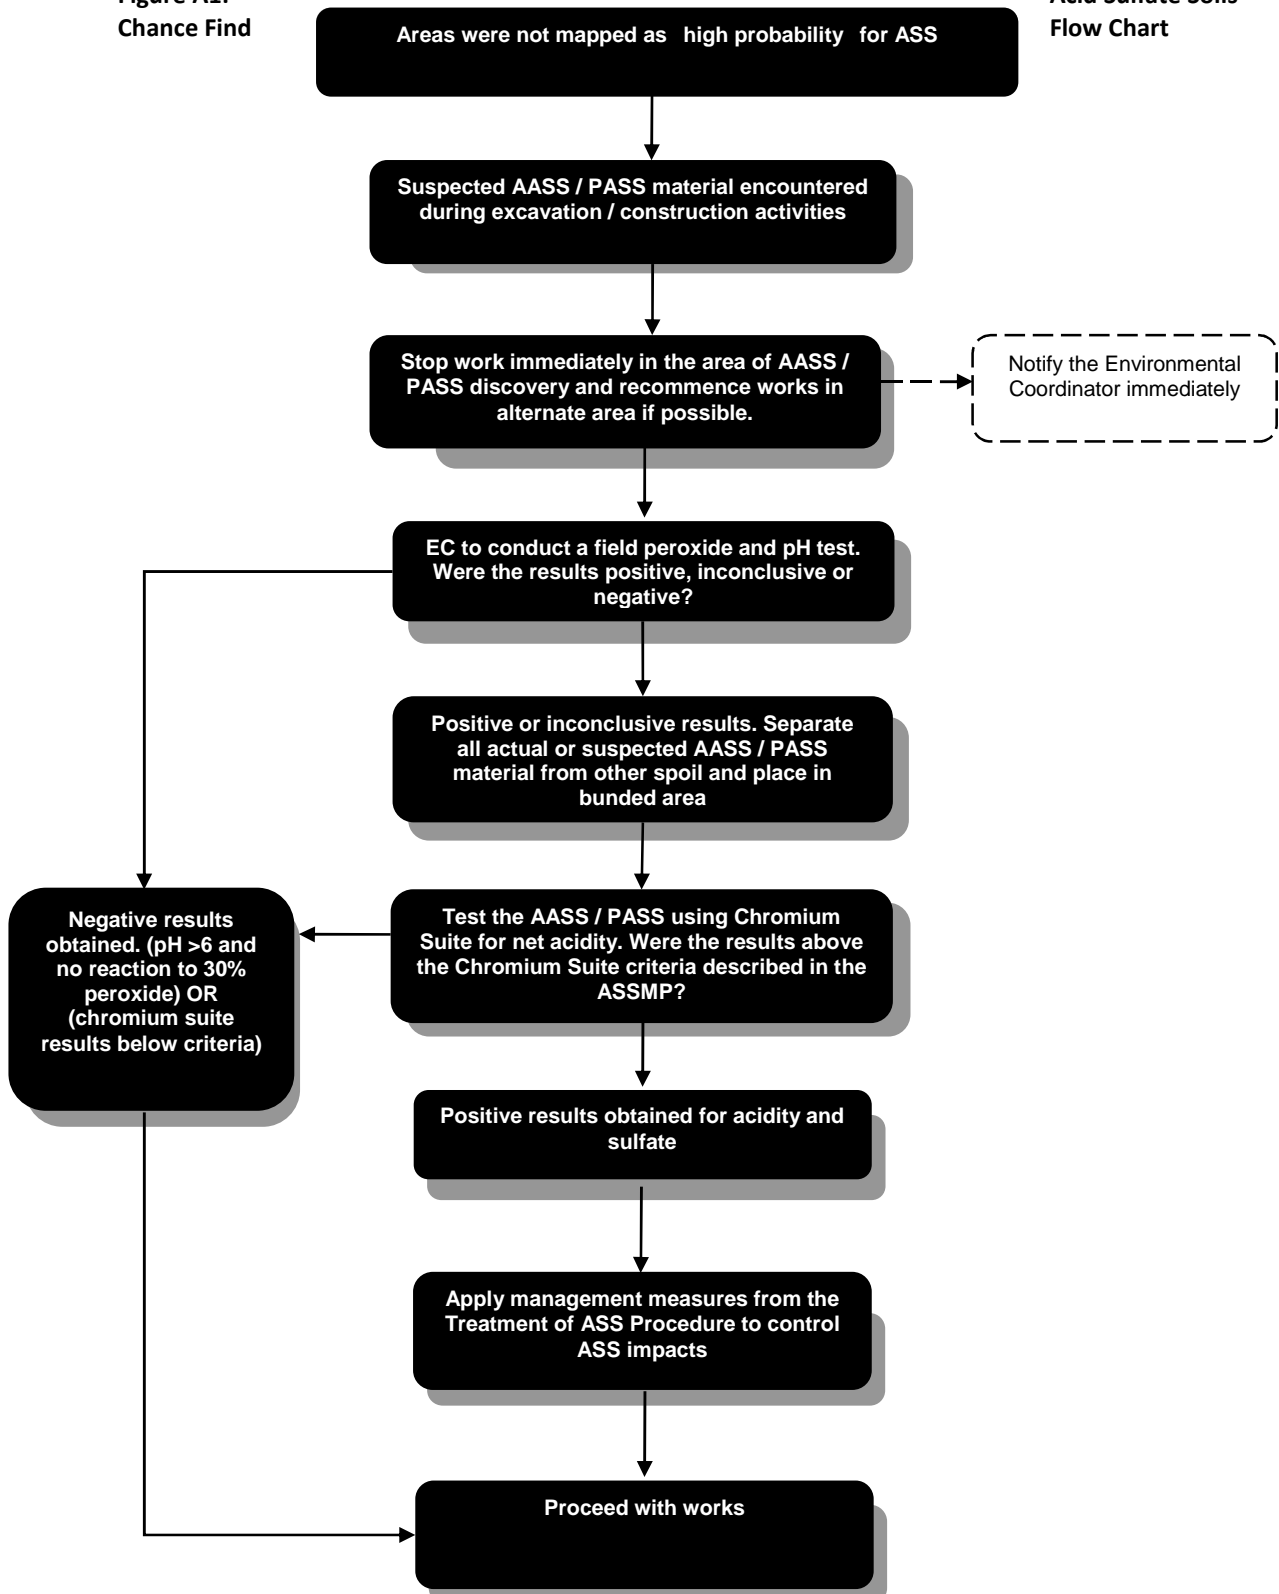 Figure A1:
Chance Find
Acid Sulfate Soils
Flow Chart
Areas were not mapped as high probability for ASS
Suspected AASS / PASS material encountered
during excavation / construction activities
Stop work immediately in the area of AASS /
PASS discovery and recommence works in
alternate area if possible.
Notify the Environmental
Coordinator immediately
EC to conduct a field peroxide and pH test.
Were the results positive, inconclusive or
negative?
Positive or inconclusive results. Separate
all actual or suspected AASS / PASS
material from other spoil and place in
bunded area
Negative results
obtained. (pH >6 and
no reaction to 30%
peroxide) OR
(chromium suite
results below criteria)
Test the AASS / PASS using Chromium
Suite for net acidity. Were the results above
the Chromium Suite criteria described in the
ASSMP?
Positive results obtained for acidity and
sulfate
Apply management measures from the
Treatment of ASS Procedure to control
ASS impacts
Proceed with works